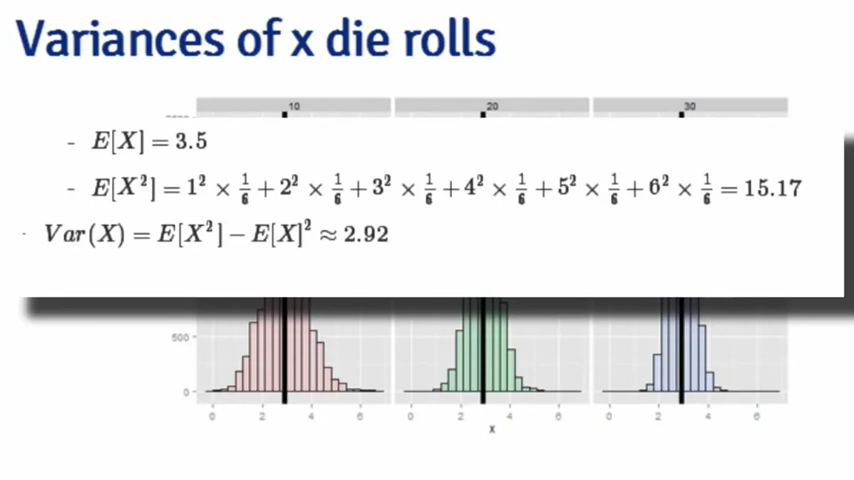 Variances of x die rolls
10 20 30
- E[X] = 3.5
- E[X²] = 1² × 1/6 + 2² × 1/6 + 3² × 1/6 + 4² × 1/6 + 5² × 1/6 + 6² × 1/6 = 15.17
· Var(X) = E[X²] − E[X]² ≈ 2.92
500
0
0 2 4 6 0 2 4 6 0 2 4 6
x